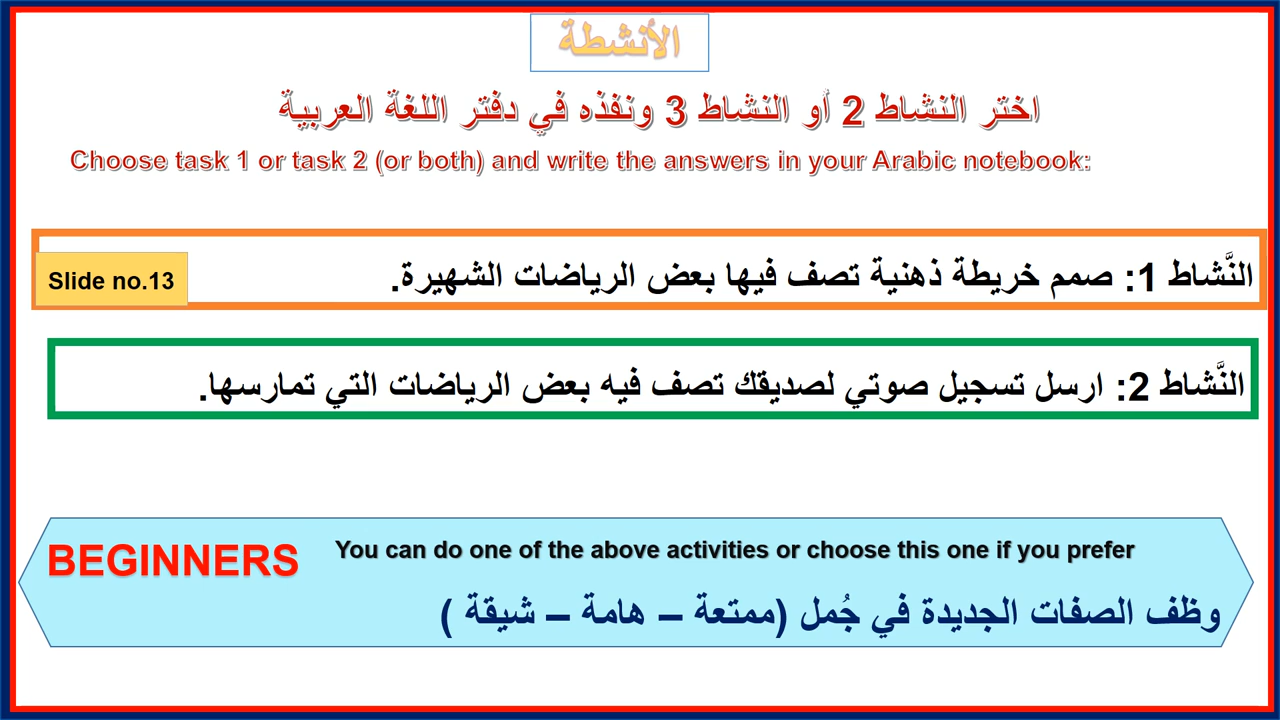 الأنشطة
اختر النشاط 2 أو النشاط 3 ونفذه في دفتر اللغة العربية
Choose task 1 or task 2 (or both) and write the answers in your Arabic notebook:
النَّشاط 1: صمم خريطة ذهنية تصف فيها بعض الرياضات الشهيرة.
Slide no.13
النَّشاط 2: ارسل تسجيل صوتي لصديقك تصف فيه بعض الرياضات التي تمارسها.
BEGINNERS
You can do one of the above activities or choose this one if you prefer
وظف الصفات الجديدة في جُمل (ممتعة – هامة – شيقة )